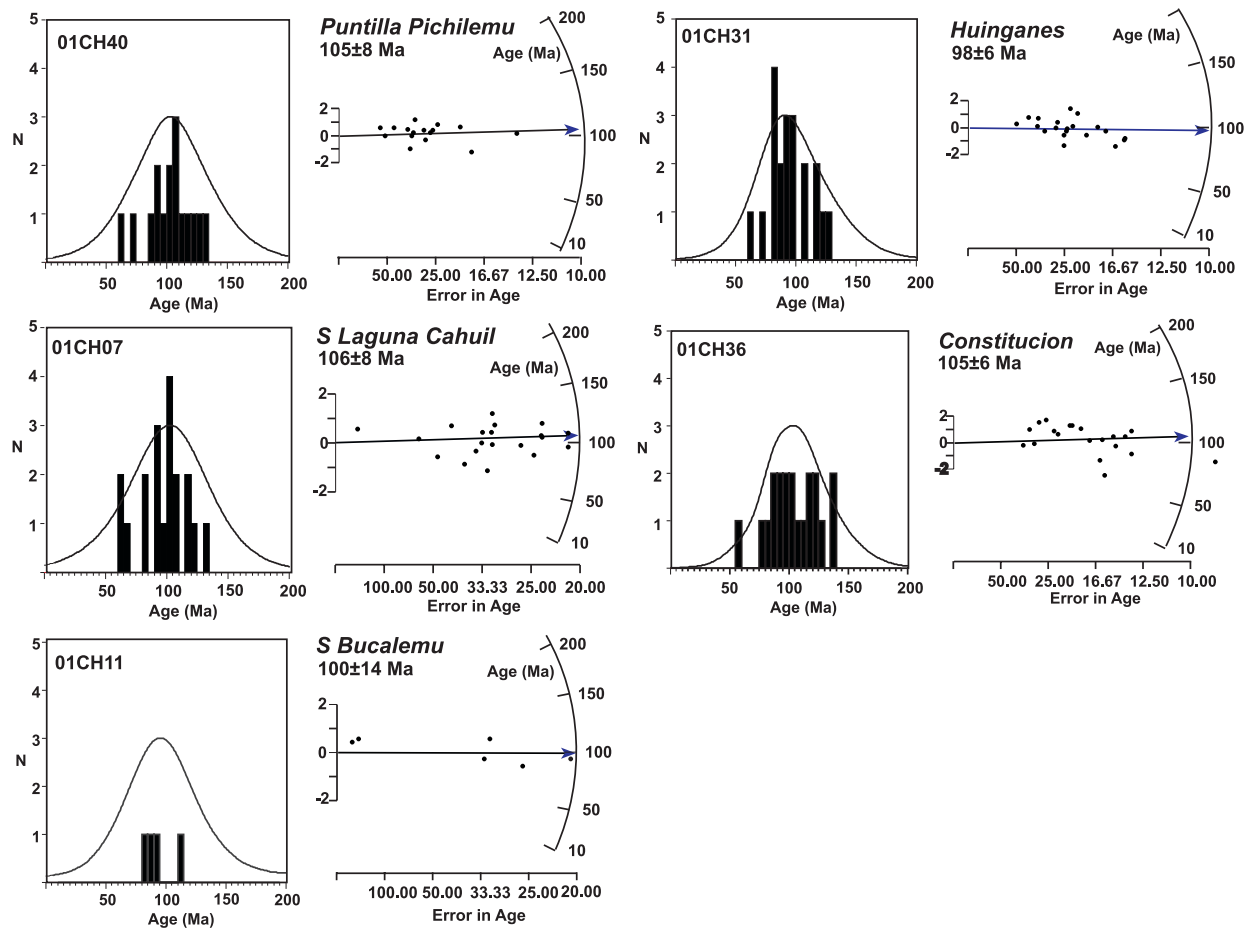 01CH40
5
4
3
N
2
1
50 100 150 200
Age (Ma)
Puntilla Pichilemu
105±8 Ma
Age (Ma)
200
150
100
50
10
2
0
-2
50.00 25.00 16.67 12.50 10.00
Error in Age
01CH31
5
4
3
N
2
1
50 100 150 200
Age (Ma)
Huinganes
98±6 Ma
Age (Ma)
150
100
50
10
2
0
-2
50.00 25.00 16.67 12.50 10.00
Error in Age
01CH07
5
4
3
N
2
1
50 100 150 200
Age (Ma)
S Laguna Cahuil
106±8 Ma
Age (Ma)
200
150
100
50
10
2
0
-2
100.00 50.00 33.33 25.00 20.00
Error in Age
01CH36
5
4
3
N
2
1
50 100 150 200
Age (Ma)
Constitucion
105±6 Ma
Age (Ma)
200
150
100
50
10
2
0
-2
50.00 25.00 16.67 12.50 10.00
Error in Age
01CH11
5
4
3
N
2
1
50 100 150 200
Age (Ma)
S Bucalemu
100±14 Ma
Age (Ma)
200
150
100
50
10
2
0
-2
100.00 50.00 33.33 25.00 20.00
Error in Age